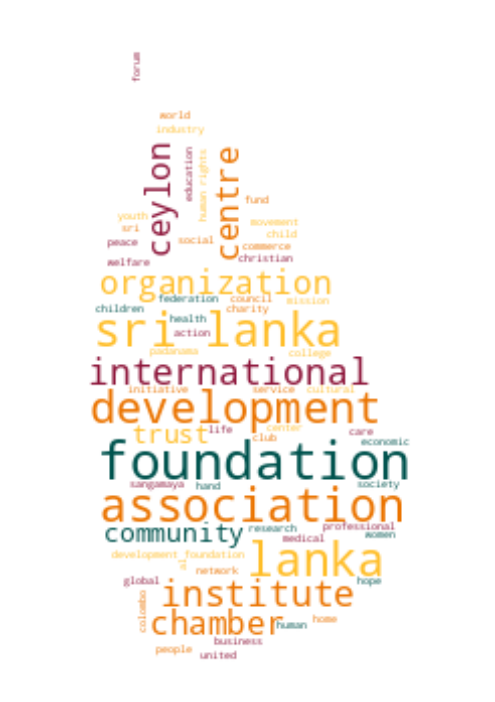 forum
world
industry
ceylon
education
human rights
centre
fund
youth
movement
sri
child
peace
social
commerce
welfare
christian
organization
children
federation
council
mission
charity
health
sri lanka
action
padanama
college
international
initiative
service
cultural
development
trust
life
center
club
care
economic
foundation
sangamaya
hand
society
association
community
research
professional
medical
women
development foundation
lanka
al
network
global
hope
institute
colombo
chamber
human
home
business
people
united